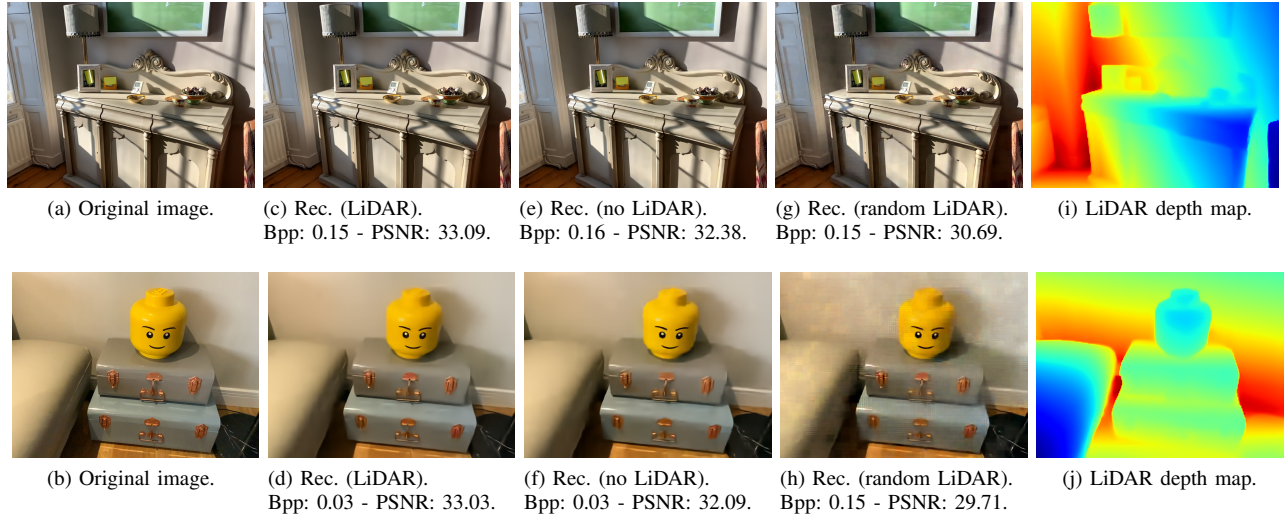 (a) Original image.
(c) Rec. (LiDAR).
Bpp: 0.15 - PSNR: 33.09.
(e) Rec. (no LiDAR).
Bpp: 0.16 - PSNR: 32.38.
(g) Rec. (random LiDAR).
Bpp: 0.15 - PSNR: 30.69.
(i) LiDAR depth map.
(b) Original image.
(d) Rec. (LiDAR).
Bpp: 0.03 - PSNR: 33.03.
(f) Rec. (no LiDAR).
Bpp: 0.03 - PSNR: 32.09.
(h) Rec. (random LiDAR).
Bpp: 0.15 - PSNR: 29.71.
(j) LiDAR depth map.